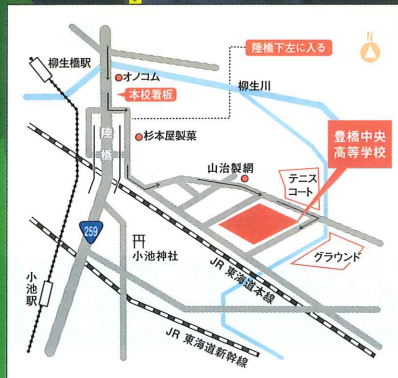 N
陸橋下左に入る
柳生橋駅
オノコム
本校看板
柳生川
陸橋
杉本屋製菓
山治製綱
豊橋中央
高等学校
テニス
コート
259
小池神社
グラウンド
小池駅
JR 東海道本線
JR 東海道新幹線